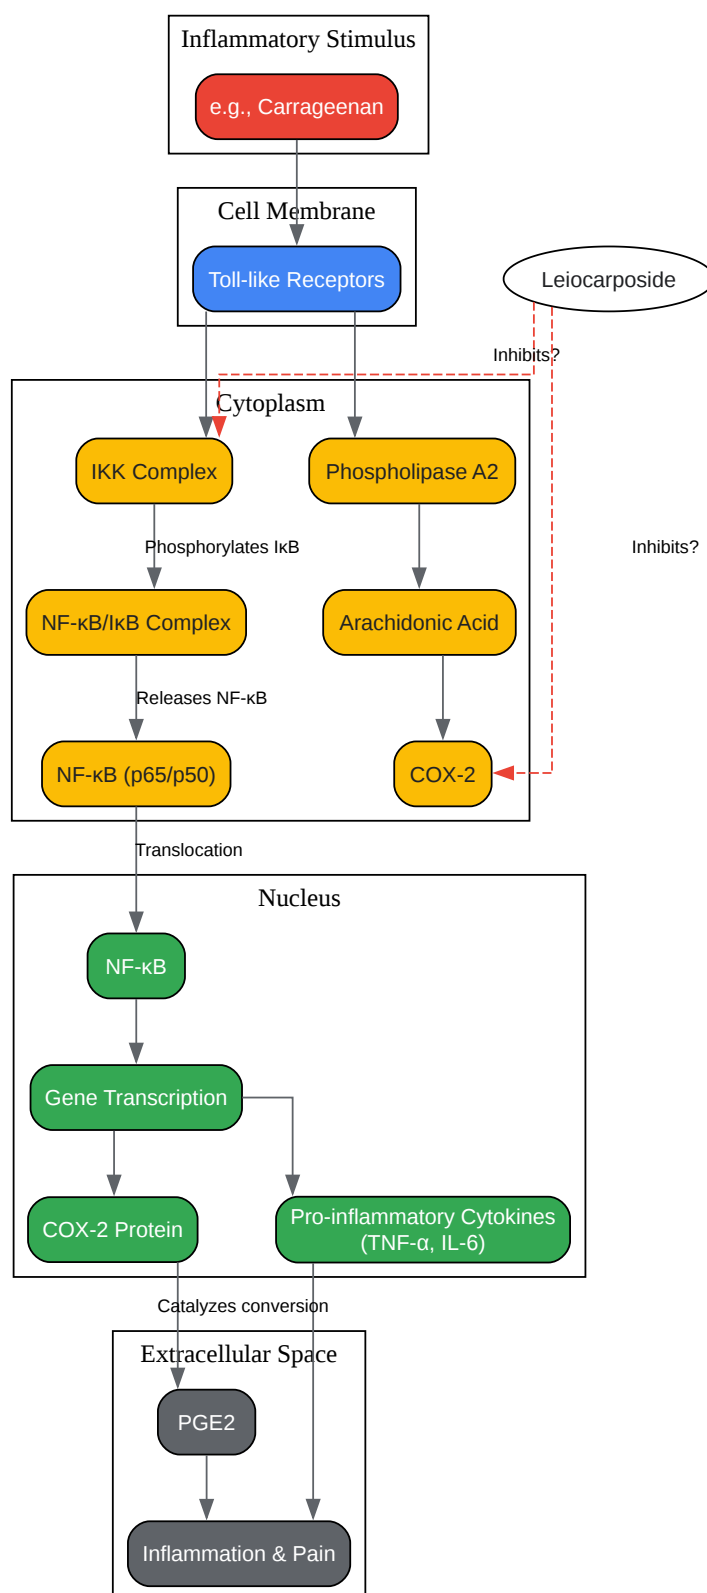 Inflammatory Stimulus
e.g., Carrageenan
Cell Membrane
Toll-like Receptors
Leiocarposide
Inhibits?
Cytoplasm
IKK Complex
Phospholipase A2
Phosphorylates IκB
Inhibits?
NF-κB/IκB Complex
Arachidonic Acid
Releases NF-κB
NF-κB (p65/p50)
COX-2
Translocation
Nucleus
NF-κB
Gene Transcription
COX-2 Protein
Pro-inflammatory Cytokines
(TNF-α, IL-6)
Catalyzes conversion
Extracellular Space
PGE2
Inflammation & Pain